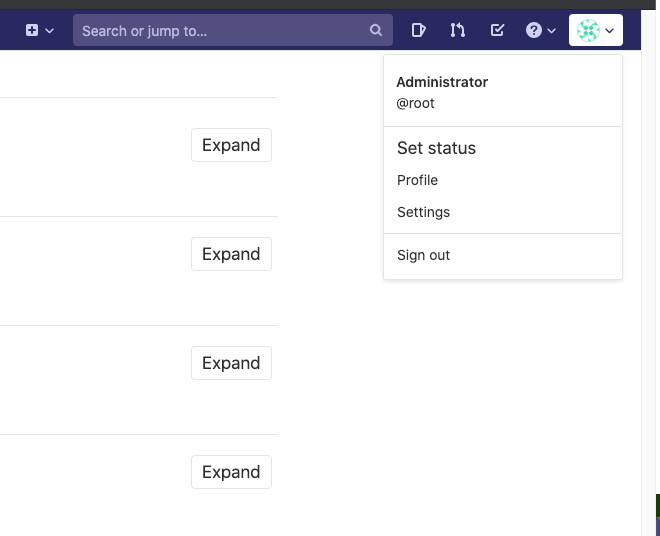 Search or jump to...
Administrator
@root
Set status
Profile
Settings
Sign out
Expand
Expand
Expand
Expand